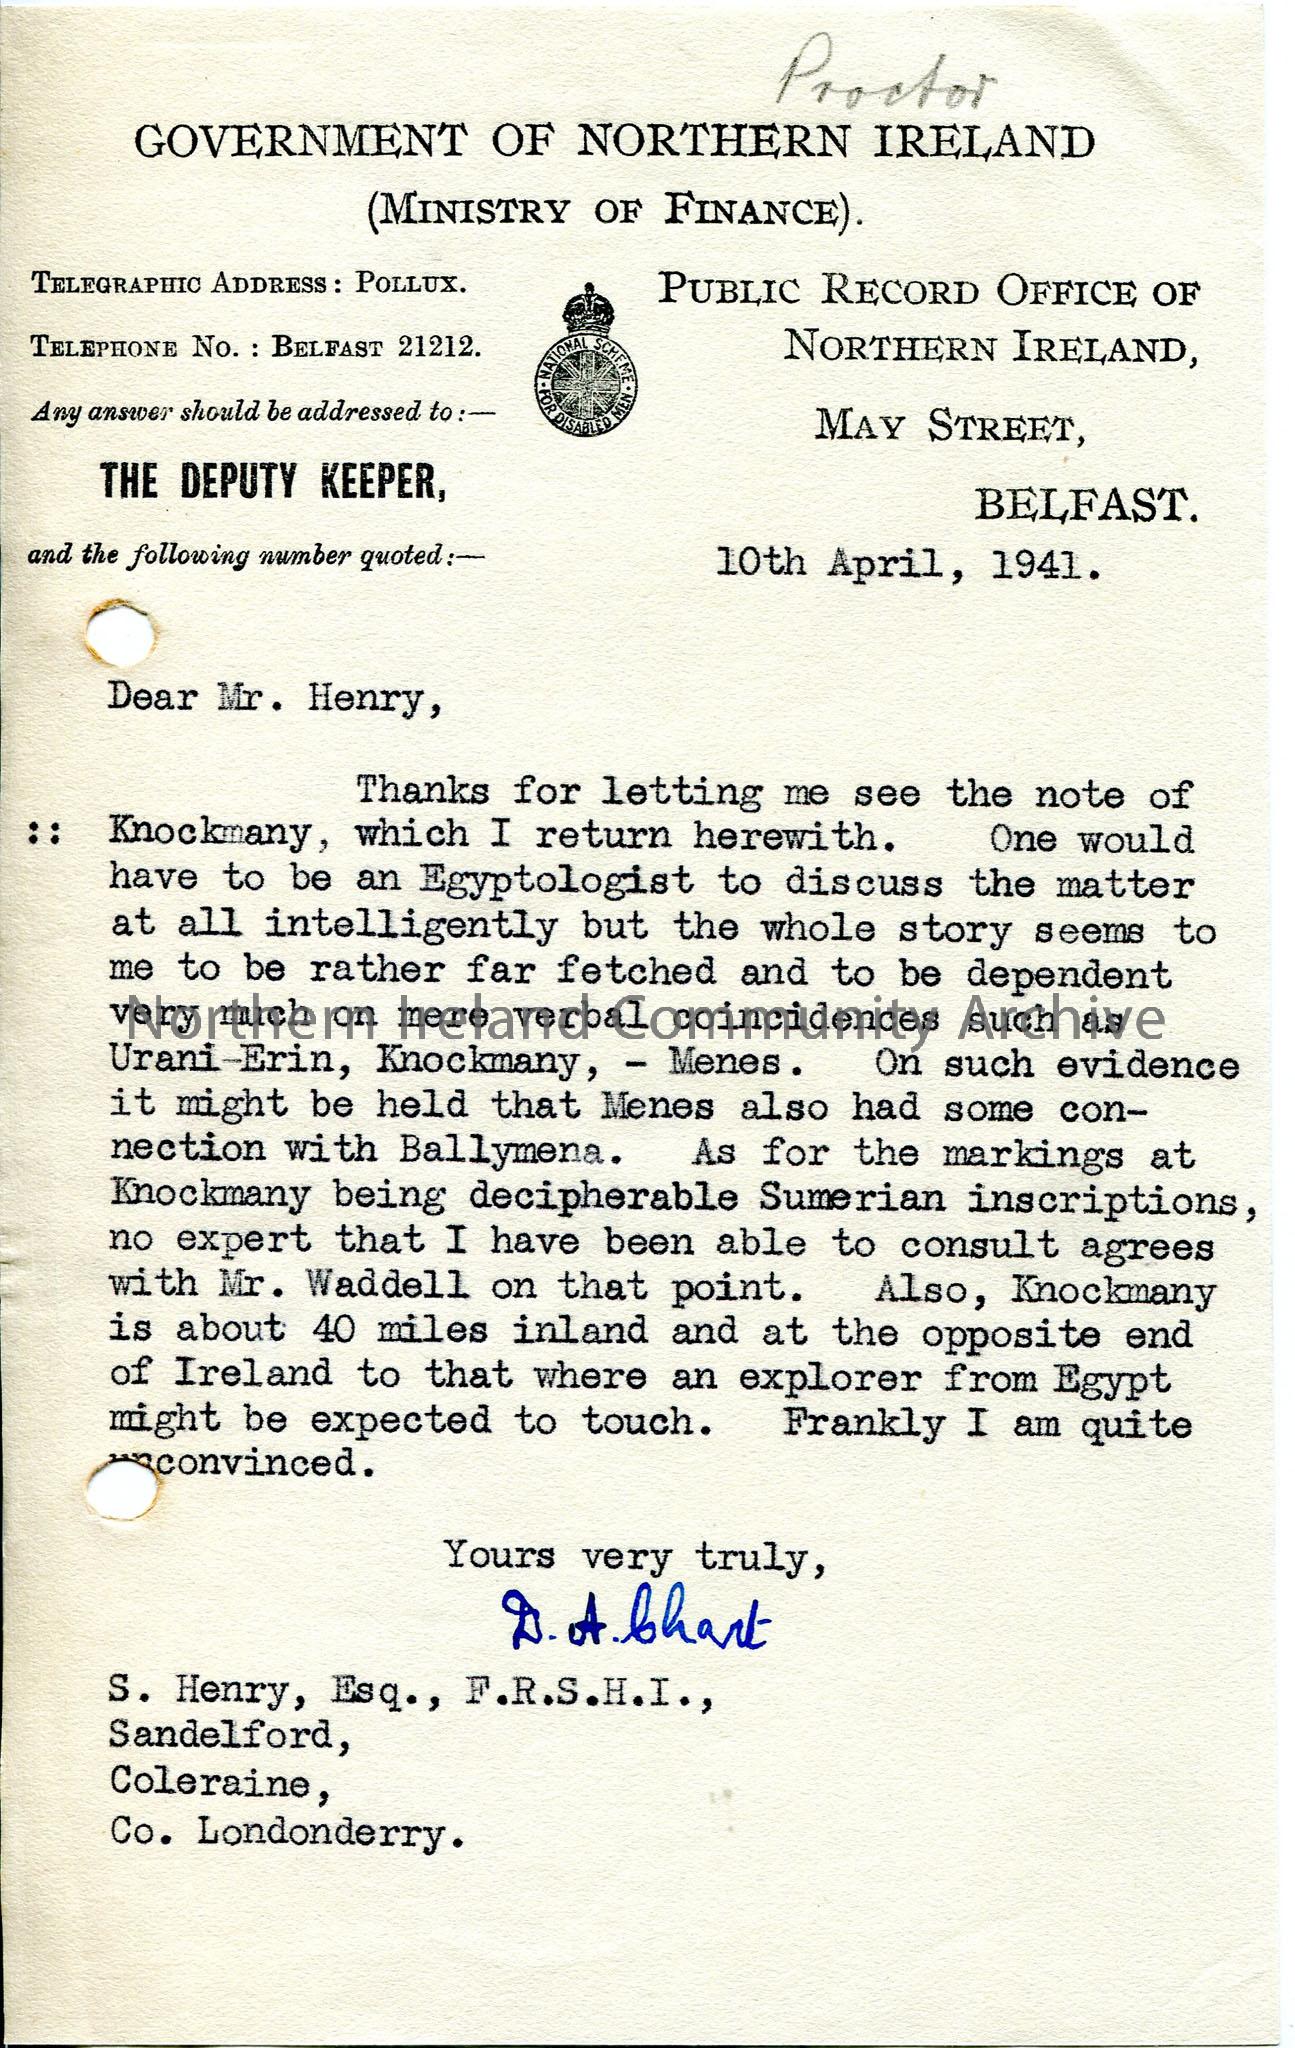 Proctor
GOVERNMENT OF NORTHERN IRELAND
(MINISTRY OF FINANCE).
TELEGRAPHIC ADDRESS: POLLUX.
TELEPHONE NO. : BELFAST 21212.
Any answer should be addressed to:—
THE DEPUTY KEEPER,
and the following number quoted:—
NATIONAL SCHEME
FOR DISABLED MEN
PUBLIC RECORD OFFICE OF
NORTHERN IRELAND,
MAY STREET,
BELFAST.
10th April, 1941.
Dear Mr. Henry,
Thanks for letting me see the note of
:: Knockmany, which I return herewith. One would
have to be an Egyptologist to discuss the matter
at all intelligently but the whole story seems to
me to be rather far fetched and to be dependent
very much on mere verbal coincidences such as
Northern Ireland Community Archive
Urani-Erin, Knockmany, - Menes. On such evidence
it might be held that Menes also had some con-
nection with Ballymena. As for the markings at
Knockmany being decipherable Sumerian inscriptions,
no expert that I have been able to consult agrees
with Mr. Waddell on that point. Also, Knockmany
is about 40 miles inland and at the opposite end
of Ireland to that where an explorer from Egypt
might be expected to touch. Frankly I am quite
unconvinced.
Yours very truly,
D. A. Chart
S. Henry, Esq., F.R.S.H.I.,
Sandelford,
Coleraine,
Co. Londonderry.